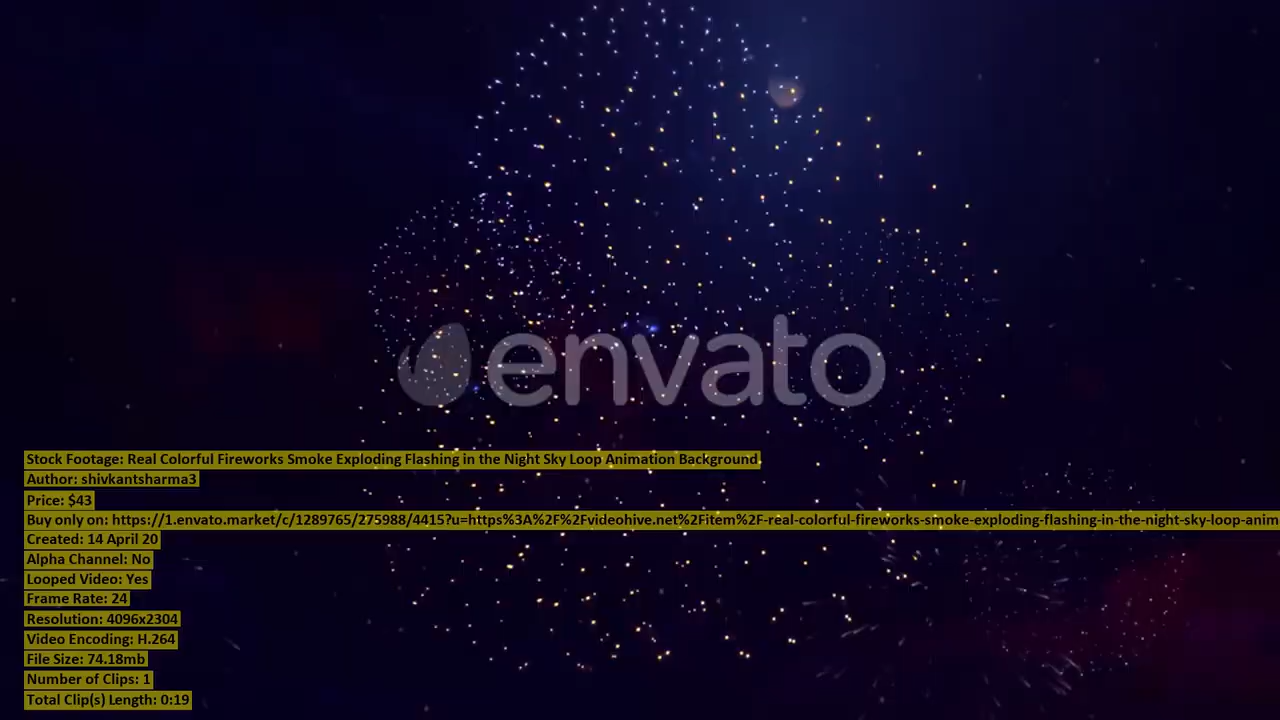 envato
Stock Footage: Real Colorful Fireworks Smoke Exploding Flashing in the Night Sky Loop Animation Background.
Author: shivkantsharma3
Price: $43
Buy only on: https://1.envato.market/c/1289765/275988/4415?u=https%3A%2F%2Fvideohive.net%2Fitem%2F-real-colorful-fireworks-smoke-exploding-flashing-in-the-night-sky-loop-anim
Created: 14 April 20
Alpha Channel: No
Looped Video: Yes
Frame Rate: 24
Resolution: 4096x2304
Video Encoding: H.264
File Size: 74.18mb
Number of Clips: 1
Total Clip(s) Length: 0:19